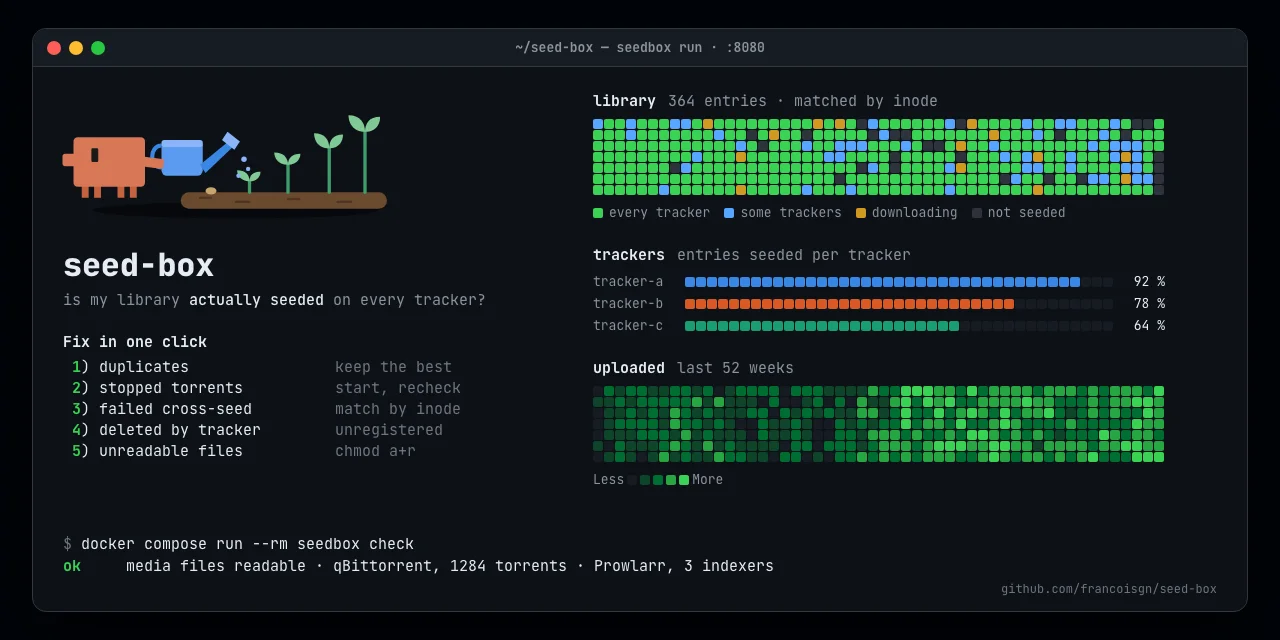 ~/seed-box — seedbox run · :8080
seed-box
is my library actually seeded on every tracker?
Fix in one click
1) duplicates keep the best
2) stopped torrents start, recheck
3) failed cross-seed match by inode
4) deleted by tracker unregistered
5) unreadable files chmod a+r
library 364 entries · matched by inode
every tracker some trackers downloading not seeded
trackers entries seeded per tracker
tracker-a 92 %
tracker-b 78 %
tracker-c 64 %
uploaded last 52 weeks
Less More
$ docker compose run --rm seedbox check
ok media files readable · qBittorrent, 1284 torrents · Prowlarr, 3 indexers
github.com/francoisgn/seed-box